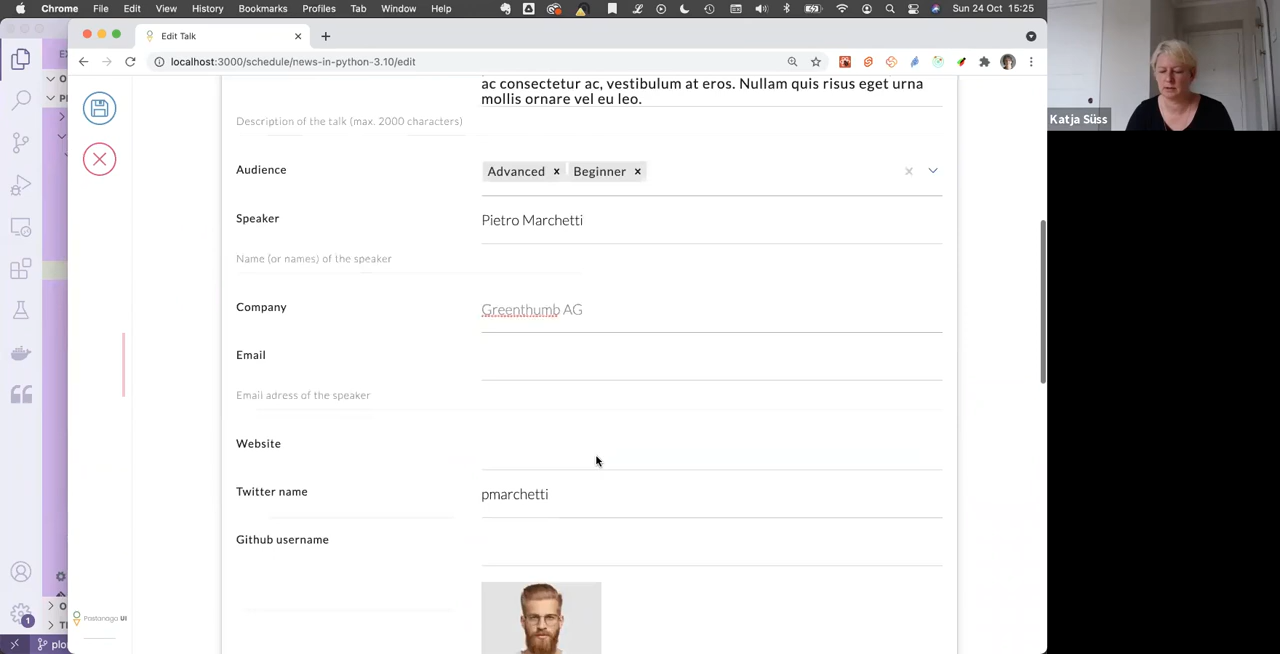 Chrome File Edit View History Bookmarks Profiles Tab Window Help Sun 24 Oct 15:25
Edit Talk
localhost:3000/schedule/news-in-python-3.10/edit
ac consectetur ac, vestibulum at eros. Nullam quis risus eget urna
mollis ornare vel eu leo.
Description of the talk (max. 2000 characters)
Audience
Advanced × Beginner ×
Speaker
Pietro Marchetti
Name (or names) of the speaker
Company
Greenthumb AG
Email
Email adress of the speaker
Website
Twitter name
pmarchetti
Github username
Pastanaga UI
1
plo
Katja Süss